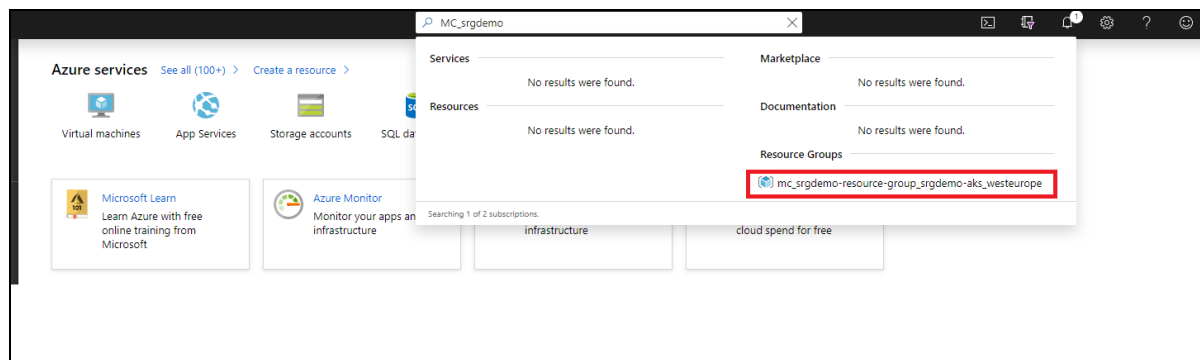 MC_srgdemo
1
Azure services See all (100+) > Create a resource >
Virtual machines
App Services
Storage accounts
SQL da
Services
No results were found.
Resources
No results were found.
Marketplace
No results were found.
Documentation
No results were found.
Resource Groups
mc_srgdemo-resource-group_srgdemo-aks_westeurope
Searching 1 of 2 subscriptions.
101
Microsoft Learn
Learn Azure with free
online training from
Microsoft
Azure Monitor
Monitor your apps an
infrastructure
infrastructure
cloud spend for free